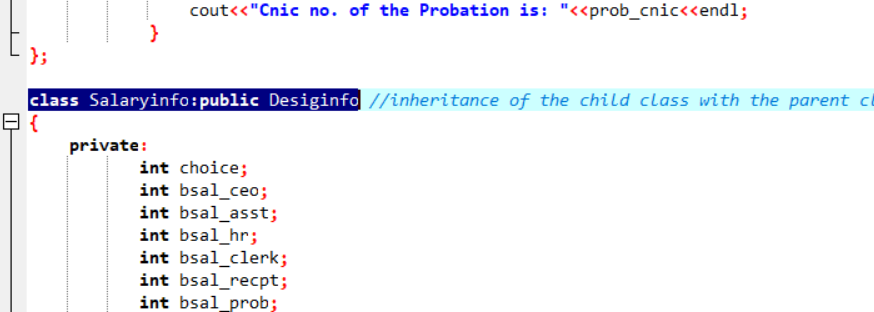 cout<<"Cnic no. of the Probation is: "<<prob_cnic<<endl;
}
};
class Salaryinfo:public Desiginfo //inheritance of the child class with the parent
{
private:
int choice;
int bsal_ceo;
int bsal_asst;
int bsal_hr;
int bsal_clerk;
int bsal_recpt;
int bsal_prob;